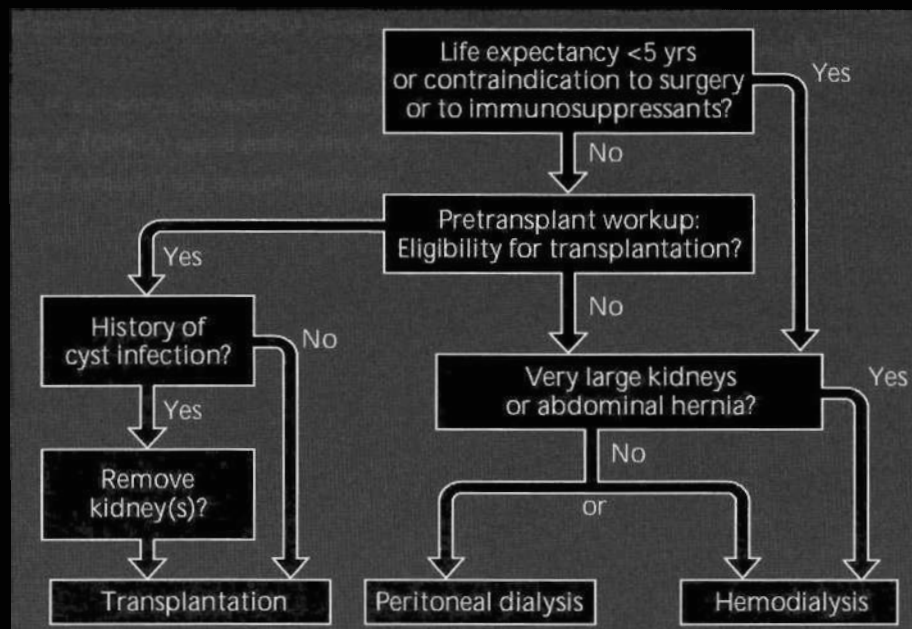 Life expectancy <5 yrs
or contraindication to surgery
or to immunosuppressants?
Yes
No
Pretransplant workup:
Eligibility for transplantation?
Yes
No
History of
cyst infection?
No
Very large kidneys
or abdominal hernia?
Yes
Yes
No
Remove
kidney(s)?
or
Transplantation
Peritoneal dialysis
Hemodialysis